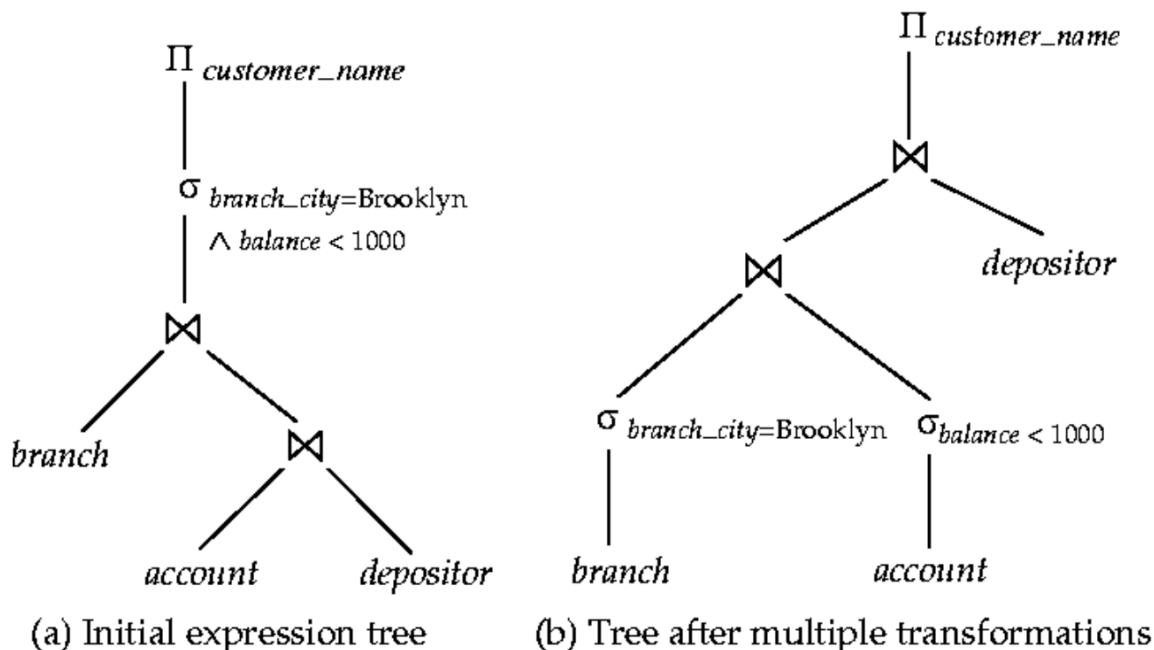 Π customer_name
σ branch_city=Brooklyn
∧ balance < 1000
⋈
branch
⋈
account depositor
(a) Initial expression tree
Π customer_name
⋈
⋈
depositor
σ branch_city=Brooklyn σ balance < 1000
branch account
(b) Tree after multiple transformations